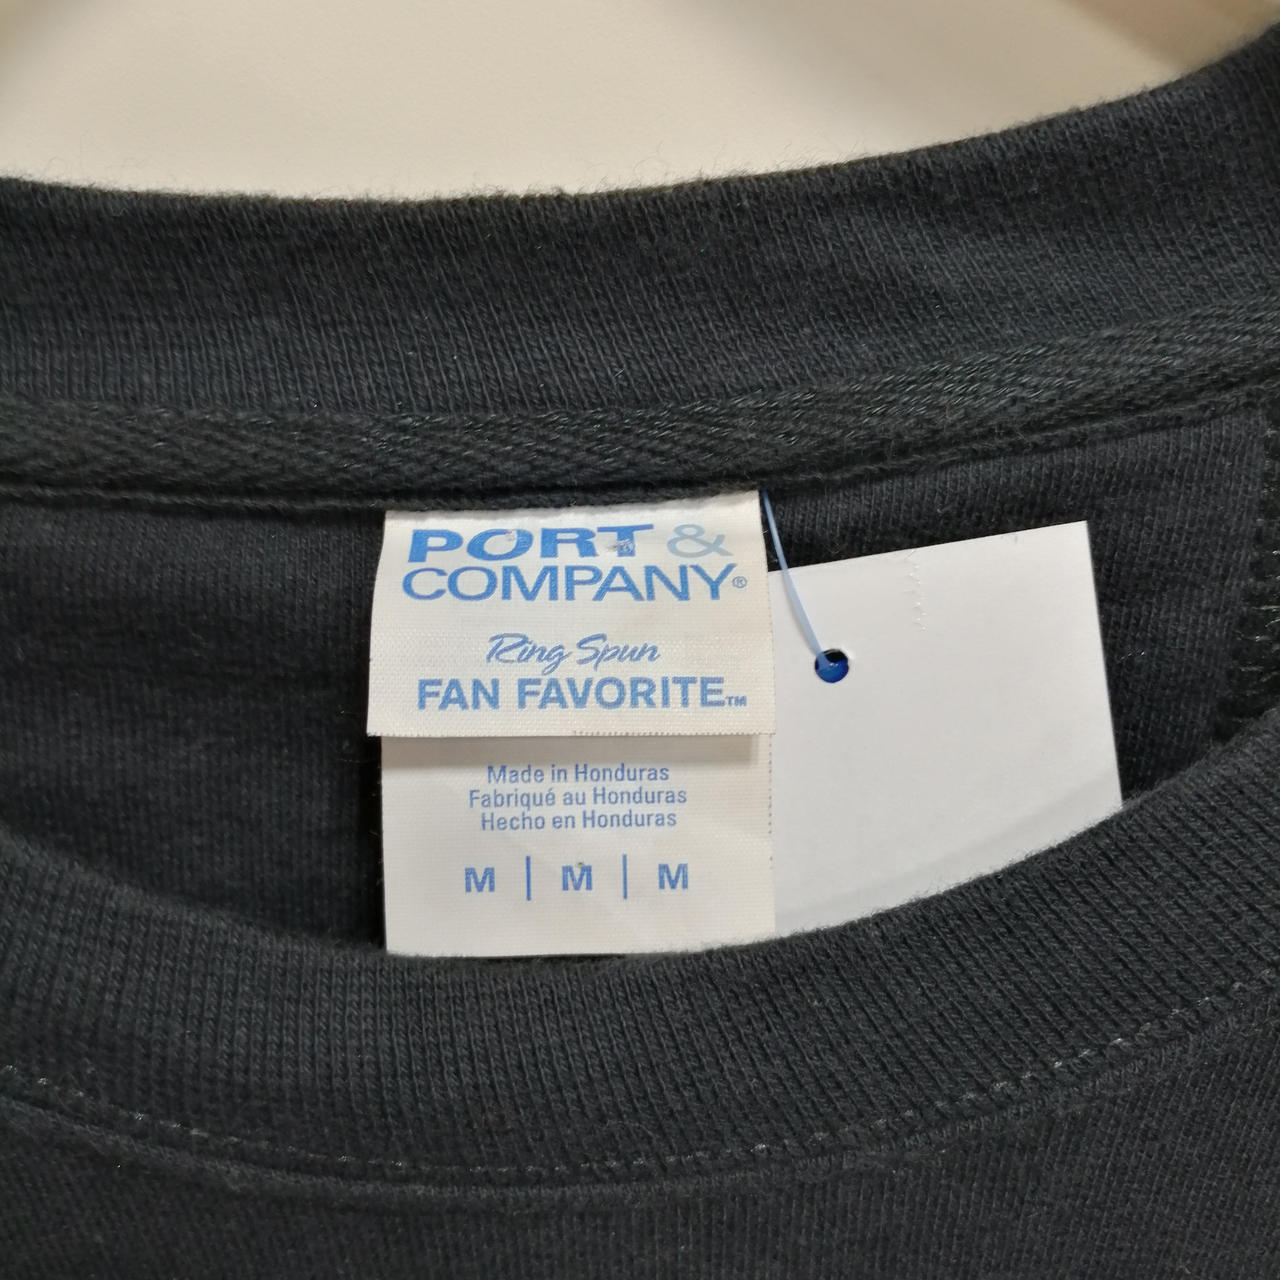 PORT &
COMPANY®
Ring Spun
FAN FAVORITE™
Made in Honduras
Fabriqué au Honduras
Hecho en Honduras
M | M | M